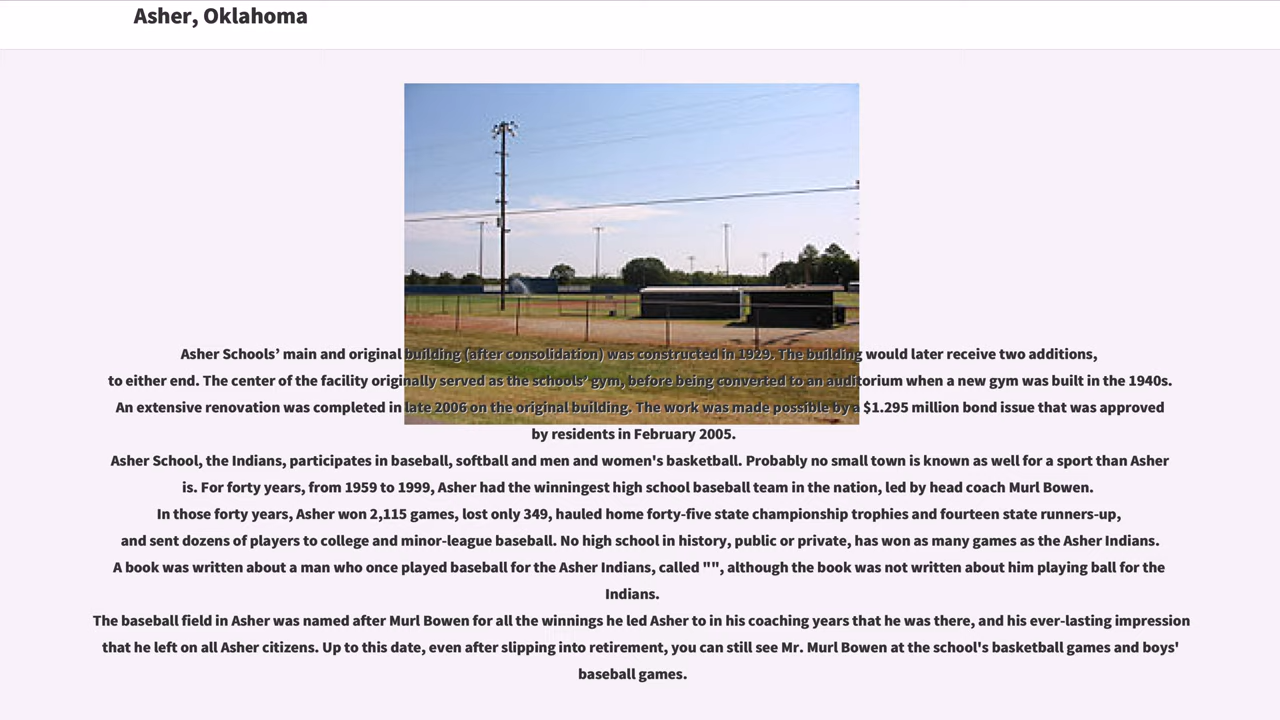 Asher, Oklahoma
Asher Schools’ main and original building (after consolidation) was constructed in 1929. The building would later receive two additions,
to either end. The center of the facility originally served as the schools’ gym, before being converted to an auditorium when a new gym was built in the 1940s.
An extensive renovation was completed in late 2006 on the original building. The work was made possible by a $1.295 million bond issue that was approved
by residents in February 2005.
Asher School, the Indians, participates in baseball, softball and men and women's basketball. Probably no small town is known as well for a sport than Asher
is. For forty years, from 1959 to 1999, Asher had the winningest high school baseball team in the nation, led by head coach Murl Bowen.
In those forty years, Asher won 2,115 games, lost only 349, hauled home forty-five state championship trophies and fourteen state runners-up,
and sent dozens of players to college and minor-league baseball. No high school in history, public or private, has won as many games as the Asher Indians.
A book was written about a man who once played baseball for the Asher Indians, called "", although the book was not written about him playing ball for the
Indians.
The baseball field in Asher was named after Murl Bowen for all the winnings he led Asher to in his coaching years that he was there, and his ever-lasting impression
that he left on all Asher citizens. Up to this date, even after slipping into retirement, you can still see Mr. Murl Bowen at the school's basketball games and boys'
baseball games.